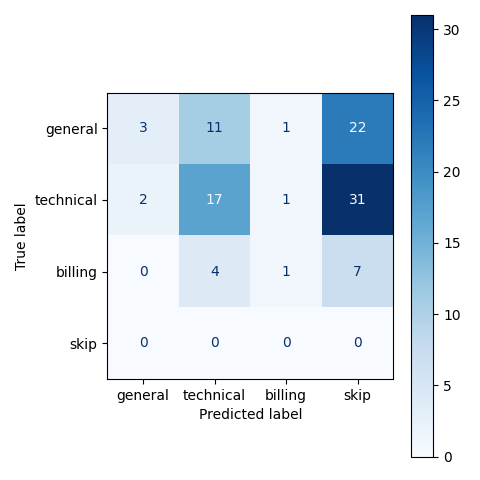 30
25
20
15
10
5
0
True label
general 3 11 1 22
technical 2 17 1 31
billing 0 4 1 7
skip 0 0 0 0
general technical billing skip
Predicted label